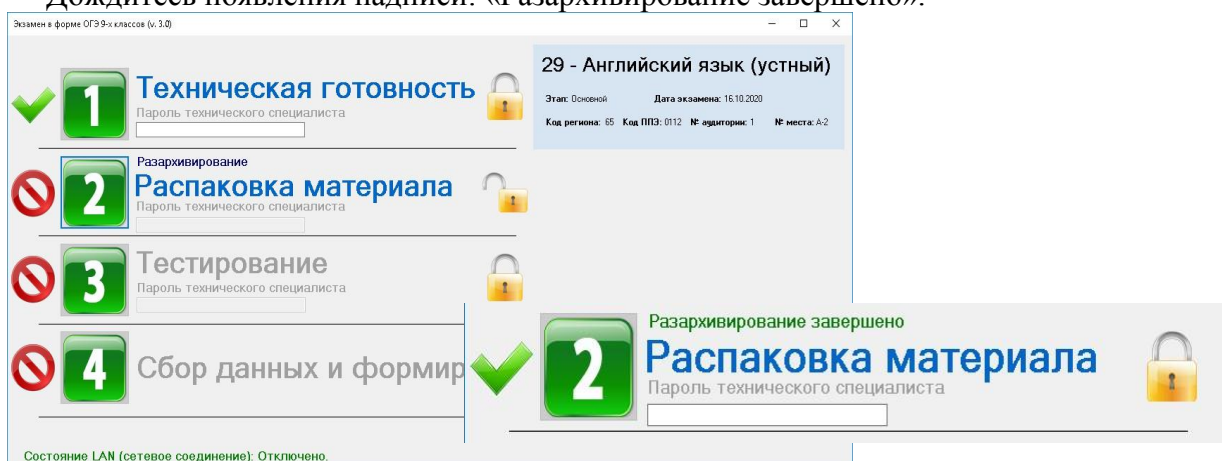 Дождитесь появления надписи: «Разархивирование завершено».
Экзамен в форме ОГЭ 9-х классов (v. 3.0)
29 - Английский язык (устный)
Этап: Основной Дата экзамена: 16.10.2020
Код региона: 65 Код ППЭ: 0112 № аудитории: 1 № места: А-2
1
Техническая готовность
Пароль технического специалиста
Разархивирование
2
Распаковка материала
Пароль технического специалиста
3
Тестирование
Пароль технического специалиста
4
Сбор данных и формир
Разархивирование завершено
2
Распаковка материала
Пароль технического специалиста
Состояние LAN (сетевое соединение): Отключено.